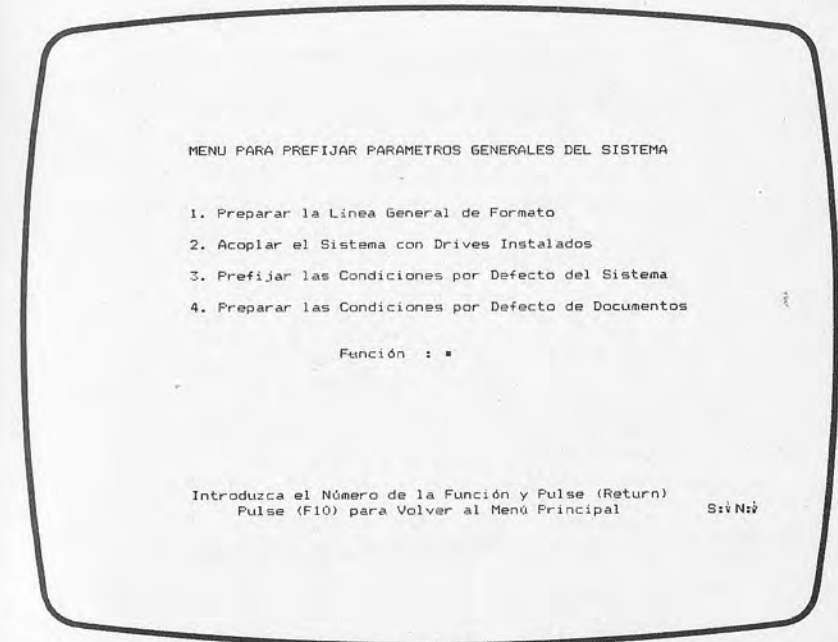 MENU PARA PREFIJAR PARAMETROS GENERALES DEL SISTEMA
1. Preparar la Linea General de Formato
2. Acoplar el Sistema con Drives Instalados
3. Prefijar las Condiciones por Defecto del Sistema
4. Preparar las Condiciones por Defecto de Documentos
Función :
Introduzca el Número de la Función y Pulse (Return)
Pulse (F10) para Volver al Menú Principal S: N: